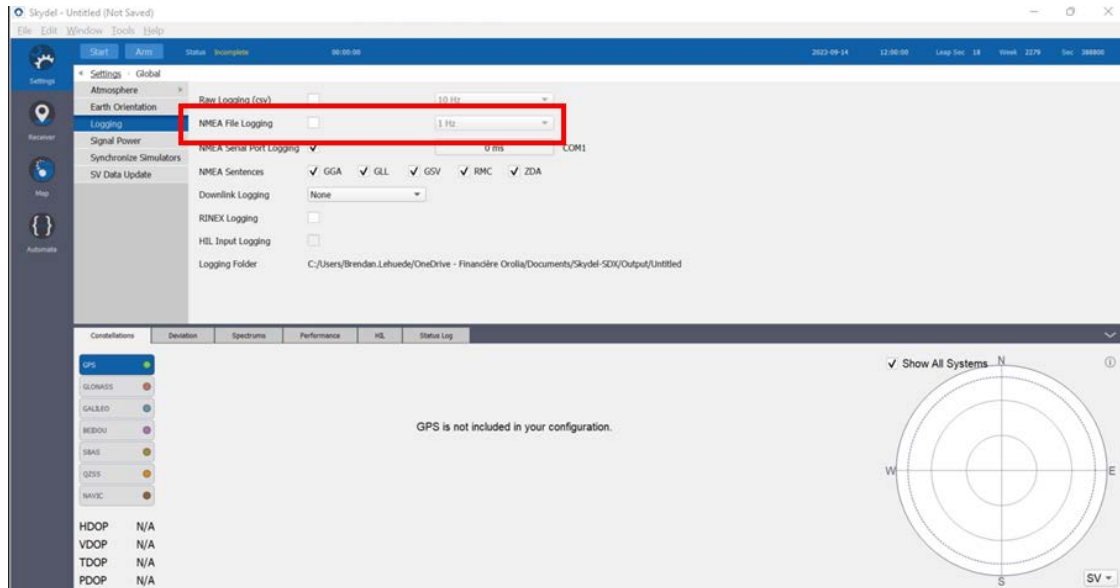 Skydel - Untitled (Not Saved)
File Edit Window Tools Help
Start Arm Status Incomplete 00:00:00 2023-09-14 12:00:00 Leap Sec 18 Week 2279 Sec 388800
Settings
Receiver
Map
Automate
Settings · Global
Atmosphere
Earth Orientation
Logging
Signal Power
Synchronize Simulators
SV Data Update
Raw Logging (csv) 10 Hz
NMEA File Logging 1 Hz
NMEA Serial Port Logging 0 ms COM1
NMEA Sentences GGA GLL GSV RMC ZDA
Downlink Logging None
RINEX Logging
HIL Input Logging
Logging Folder C:/Users/Brendan.Lehuede/OneDrive - Financière Orolia/Documents/Skydel-SDX/Output/Untitled
Constellations Deviation Spectrums Performance HIL Status Log
GPS
GLONASS
GALILEO
BEIDOU
SBAS
QZSS
NAVIC
HDOP N/A
VDOP N/A
TDOP N/A
PDOP N/A
GPS is not included in your configuration.
Show All Systems
N
W
E
S
SV